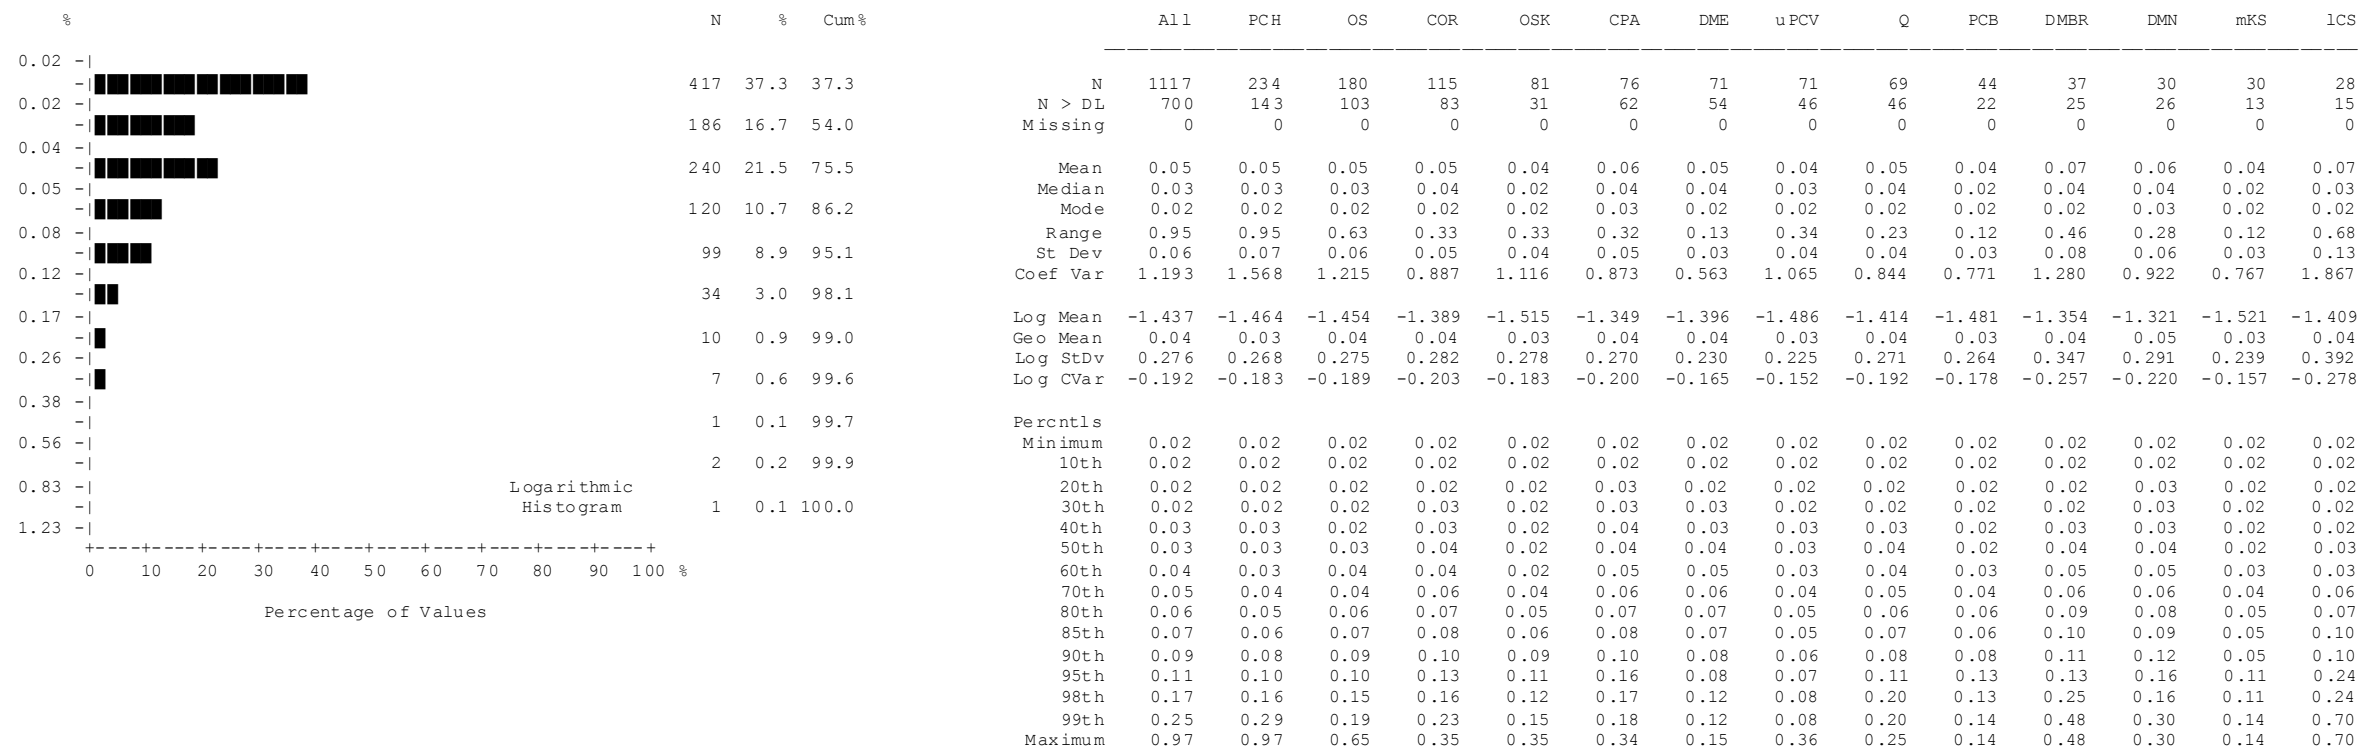 % N % Cum% All PCH OS COR OSK CPA DME uPCV Q PCB DMBR DMN mKS lCS
0.02 -|
-| 417 37.3 37.3 N 1117 234 180 115 81 76 71 71 69 44 37 30 30 28
0.02 -| N > DL 700 143 103 83 31 62 54 46 46 22 25 26 13 15
-| 186 16.7 54.0 Missing 0 0 0 0 0 0 0 0 0 0 0 0 0 0
0.04 -|
-| 240 21.5 75.5 Mean 0.05 0.05 0.05 0.05 0.04 0.06 0.05 0.04 0.05 0.04 0.07 0.06 0.04 0.07
0.05 -| Median 0.03 0.03 0.03 0.04 0.02 0.04 0.04 0.03 0.04 0.02 0.04 0.04 0.02 0.03
-| 120 10.7 86.2 Mode 0.02 0.02 0.02 0.02 0.02 0.03 0.02 0.02 0.02 0.02 0.02 0.03 0.02 0.02
0.08 -| Range 0.95 0.95 0.63 0.33 0.33 0.32 0.13 0.34 0.23 0.12 0.46 0.28 0.12 0.68
-| 99 8.9 95.1 St Dev 0.06 0.07 0.06 0.05 0.04 0.05 0.03 0.04 0.04 0.03 0.08 0.06 0.03 0.13
0.12 -| Coef Var 1.193 1.568 1.215 0.887 1.116 0.873 0.563 1.065 0.844 0.771 1.280 0.922 0.767 1.867
-| 34 3.0 98.1
0.17 -| Log Mean -1.437 -1.464 -1.454 -1.389 -1.515 -1.349 -1.396 -1.486 -1.414 -1.481 -1.354 -1.321 -1.521 -1.409
-| 10 0.9 99.0 Geo Mean 0.04 0.03 0.04 0.04 0.03 0.04 0.04 0.03 0.04 0.03 0.04 0.05 0.03 0.04
0.26 -| Log StDv 0.276 0.268 0.275 0.282 0.278 0.270 0.230 0.225 0.271 0.264 0.347 0.291 0.239 0.392
-| 7 0.6 99.6 Log CVar -0.192 -0.183 -0.189 -0.203 -0.183 -0.200 -0.165 -0.152 -0.192 -0.178 -0.257 -0.220 -0.157 -0.278
0.38 -|
-| 1 0.1 99.7 Percntls
0.56 -| Minimum 0.02 0.02 0.02 0.02 0.02 0.02 0.02 0.02 0.02 0.02 0.02 0.02 0.02 0.02
-| 2 0.2 99.9 10th 0.02 0.02 0.02 0.02 0.02 0.02 0.02 0.02 0.02 0.02 0.02 0.02 0.02 0.02
0.83 -| Logarithmic 20th 0.02 0.02 0.02 0.02 0.02 0.03 0.02 0.02 0.02 0.02 0.02 0.03 0.02 0.02
-| Histogram 1 0.1 100.0 30th 0.02 0.02 0.02 0.03 0.02 0.03 0.03 0.02 0.02 0.02 0.02 0.03 0.02 0.02
1.23 -| 40th 0.03 0.03 0.02 0.03 0.02 0.04 0.03 0.03 0.03 0.02 0.03 0.03 0.02 0.02
+----+----+----+----+----+----+----+----+----+----+ 50th 0.03 0.03 0.03 0.04 0.02 0.04 0.04 0.03 0.04 0.02 0.04 0.04 0.02 0.03
0 10 20 30 40 50 60 70 80 90 100 % 60th 0.04 0.03 0.04 0.04 0.02 0.05 0.05 0.03 0.04 0.03 0.05 0.05 0.03 0.03
70th 0.05 0.04 0.04 0.06 0.04 0.06 0.06 0.04 0.05 0.04 0.06 0.06 0.04 0.06
Percentage of Values 80th 0.06 0.05 0.06 0.07 0.05 0.07 0.07 0.05 0.06 0.06 0.09 0.08 0.05 0.07
85th 0.07 0.06 0.07 0.08 0.06 0.08 0.07 0.05 0.07 0.06 0.10 0.09 0.05 0.10
90th 0.09 0.08 0.09 0.10 0.09 0.10 0.08 0.06 0.08 0.08 0.11 0.12 0.05 0.10
95th 0.11 0.10 0.10 0.13 0.11 0.16 0.08 0.07 0.11 0.13 0.13 0.16 0.11 0.24
98th 0.17 0.16 0.15 0.16 0.12 0.17 0.12 0.08 0.20 0.13 0.25 0.16 0.11 0.24
99th 0.25 0.29 0.19 0.23 0.15 0.18 0.12 0.08 0.20 0.14 0.48 0.30 0.14 0.70
Maximum 0.97 0.97 0.65 0.35 0.35 0.34 0.15 0.36 0.25 0.14 0.48 0.30 0.14 0.70